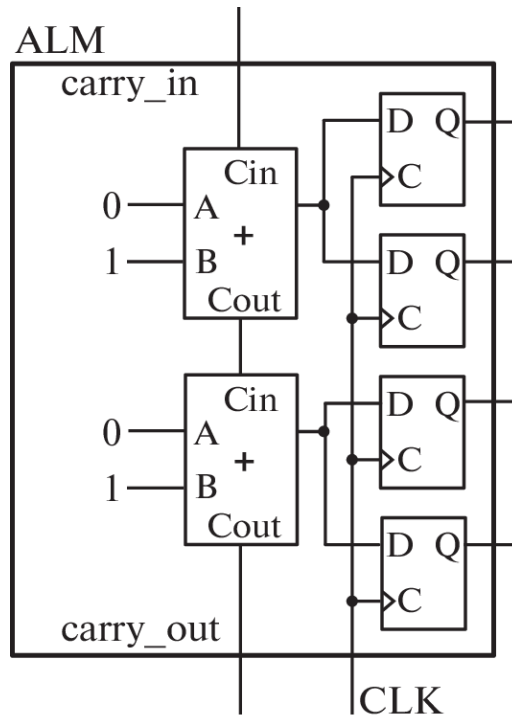 ALM
carry_in
D Q
Cin
C
0 A
+
1 B
D Q
Cout
C
Cin
D Q
0 A
+
C
1 B
Cout
D Q
C
carry_out
CLK